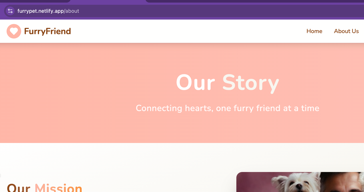 furrypet.netlify.app/about
FurryFriend
Home About Us
Our Story
Connecting hearts, one furry friend at a time
Our Mission